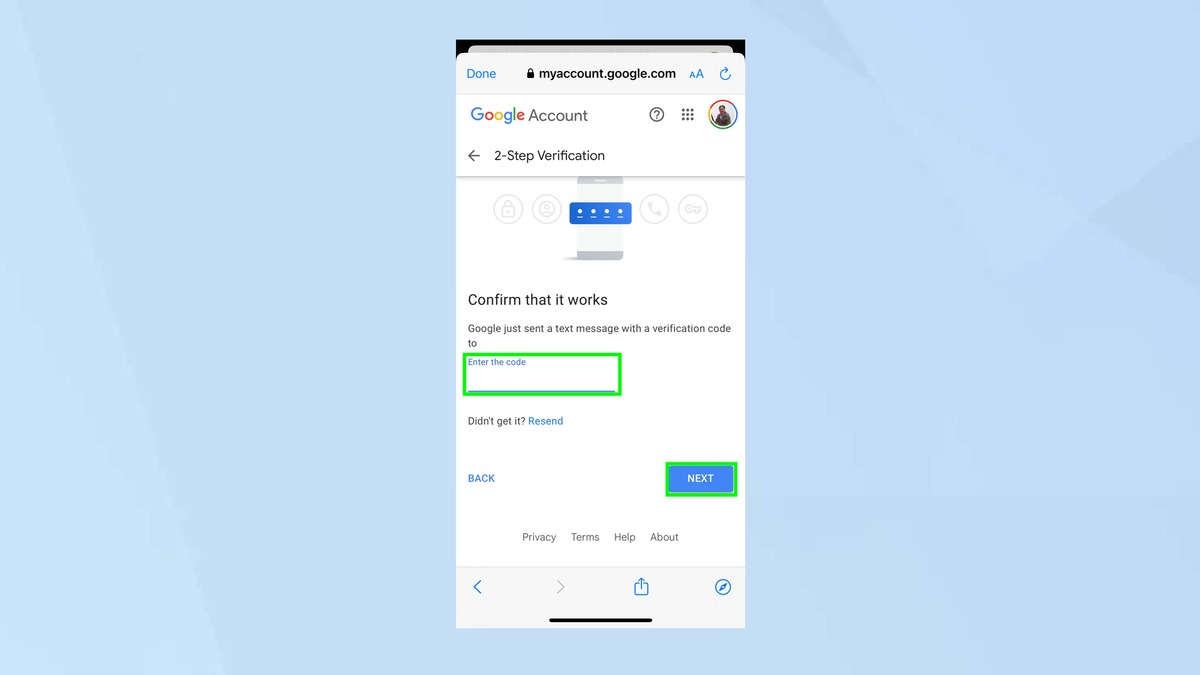 Done myaccount.google.com AA
Google Account
2-Step Verification
Confirm that it works
Google just sent a text message with a verification code
to
Enter the code
Didn't get it? Resend
BACK NEXT
Privacy Terms Help About